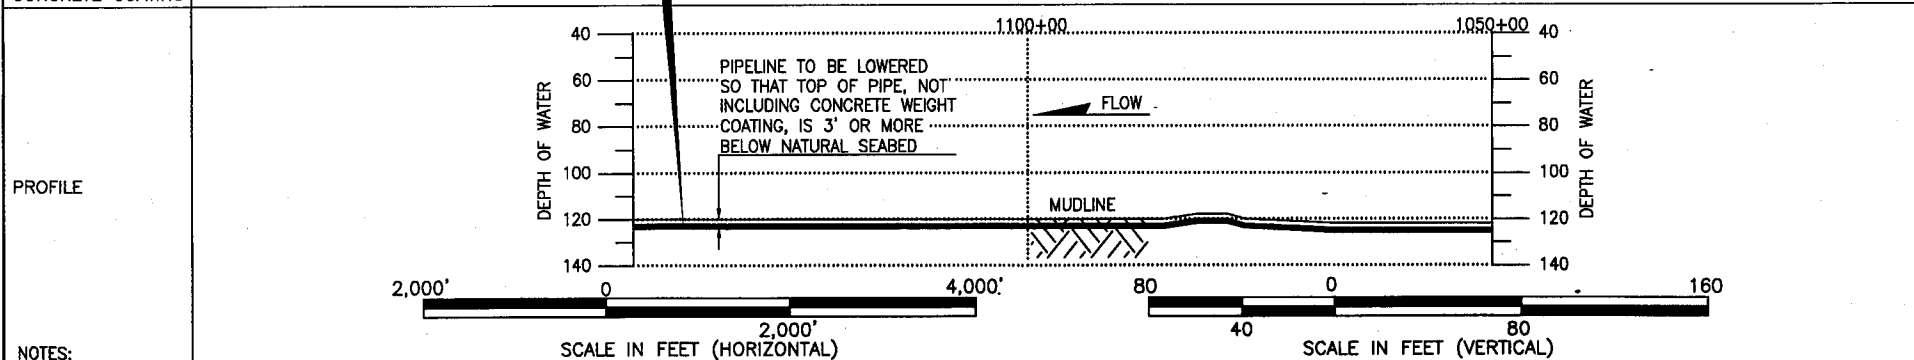 1100+00 1050+00
40 40
PIPELINE TO BE LOWERED
60 SO THAT TOP OF PIPE, NOT 60
INCLUDING CONCRETE WEIGHT FLOW
80 COATING, IS 3' OR MORE 80
BELOW NATURAL SEABED
DEPTH OF WATER DEPTH OF WATER
100 100
PROFILE
MUDLINE
120 120
140 140
2,000' 0 4,000' 80 0 160
2,000' 40 80
NOTES: SCALE IN FEET (HORIZONTAL) SCALE IN FEET (VERTICAL)